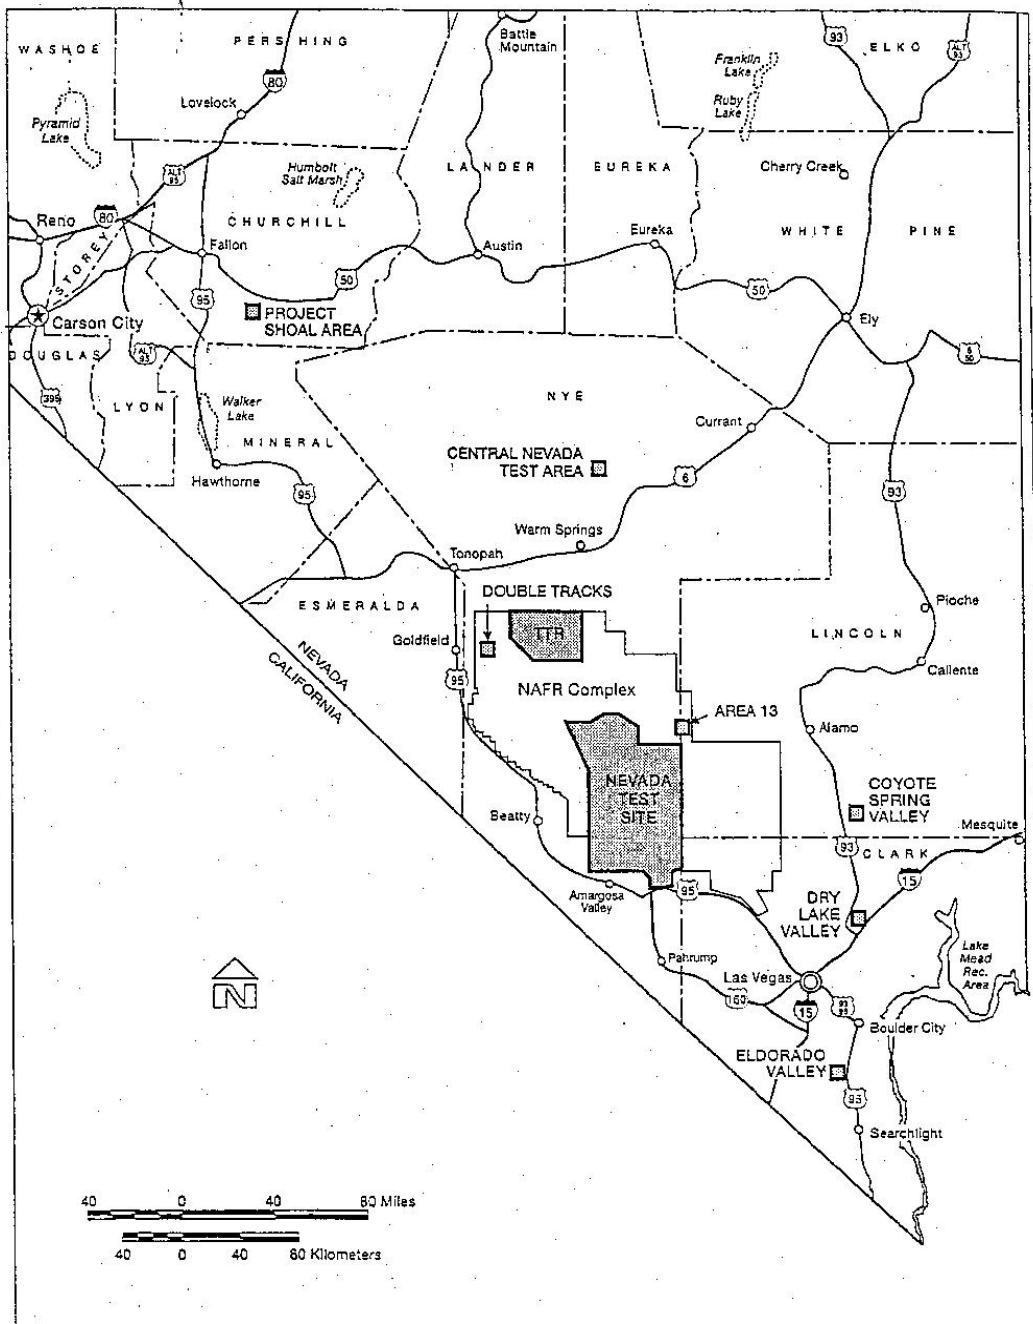 WASHOE
PERSHING
Battle
Mountain
93
ELKO
ALT
93
80
Franklin
Lake
Ruby
Lake
Lovelock
Pyramid
Lake
ALT
95
Humbolt
Salt Marsh
LANDER
EUREKA
Cherry Creek
Reno
80
CHURCHILL
WHITE PINE
STOREY
Fallon
Austin
Eureka
50
50
95
PROJECT
SHOAL AREA
Carson City
Ely
DOUGLAS
ALT
95
6
50
395
LYON
Walker
Lake
NYE
MINERAL
Currant
CENTRAL NEVADA
TEST AREA
Hawthorne
95
6
93
Warm Springs
Tonopah
DOUBLE TRACKS
ESMERALDA
Pioche
TTR
LINCOLN
Goldfield
NEVADA
CALIFORNIA
95
Caliente
NAFR Complex
AREA 13
Alamo
NEVADA
TEST
SITE
COYOTE
SPRING
VALLEY
Beatty
Mesquite
93
CLARK
15
Amargosa
Valley
95
DRY
LAKE
VALLEY
Lake
Mead
Rec.
Area
Pahrump
Las Vegas
N
160
15
93
95
Boulder City
ELDORADO
VALLEY
95
Searchlight
40 0 40 80 Miles
40 0 40 80 Kilometers